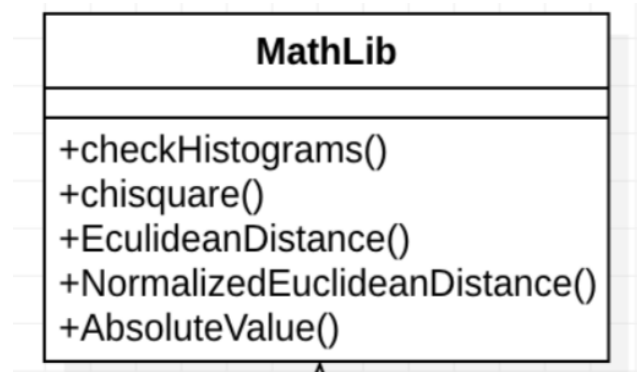 MathLib
+checkHistograms()
+chisquare()
+EculideanDistance()
+NormalizedEuclideanDistance()
+AbsoluteValue()